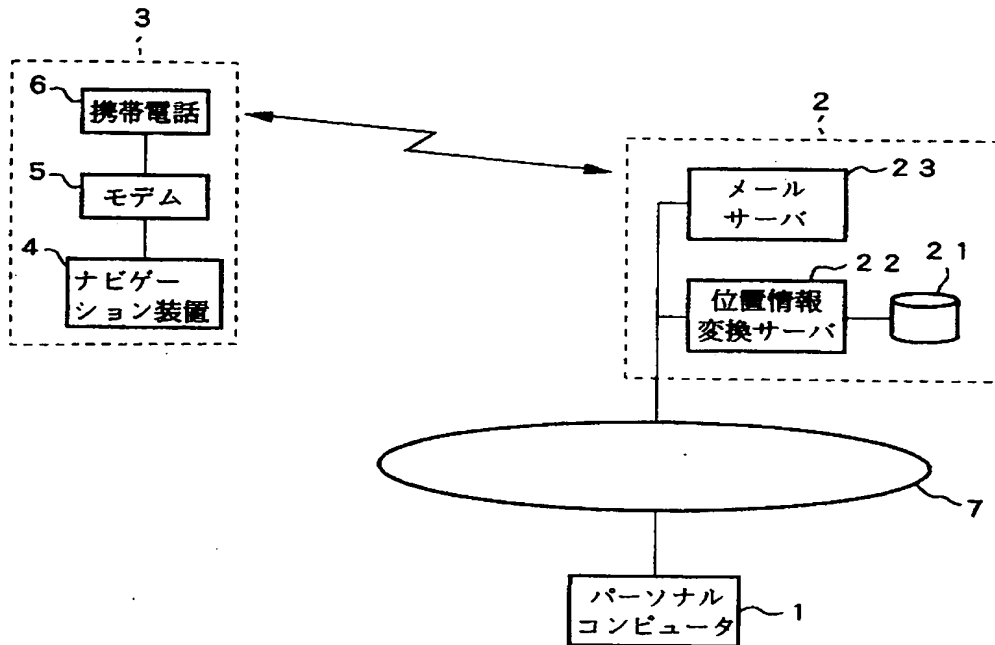 3
6
携帯電話
5
モデム
4
ナビゲー
ション装置
2
23
メール
サーバ
22
21
位置情報
変換サーバ
7
パーソナル
コンピュータ
1